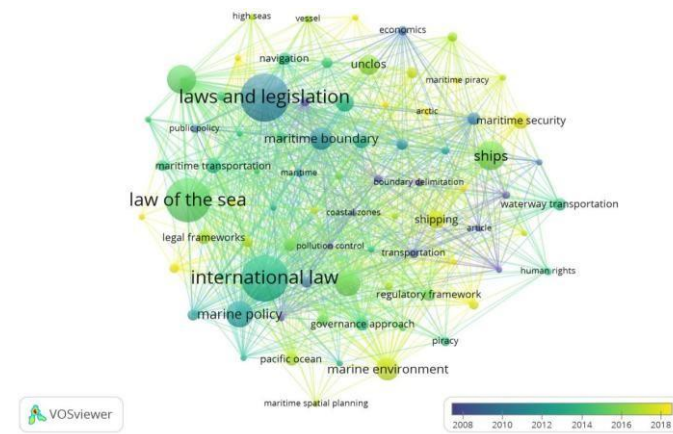 high seas
vessel
economics
navigation
unclos
maritime piracy
laws and legislation
arctic
maritime security
public policy
maritime boundary
ships
maritime transportation
maritime
boundary delimitation
law of the sea
waterway transportation
coastal zones
shipping
article
legal frameworks
pollution control
transportation
international law
human rights
regulatory framework
marine policy
governance approach
piracy
pacific ocean
marine environment
maritime spatial planning
VOSviewer
2008 2010 2012 2014 2016 2018